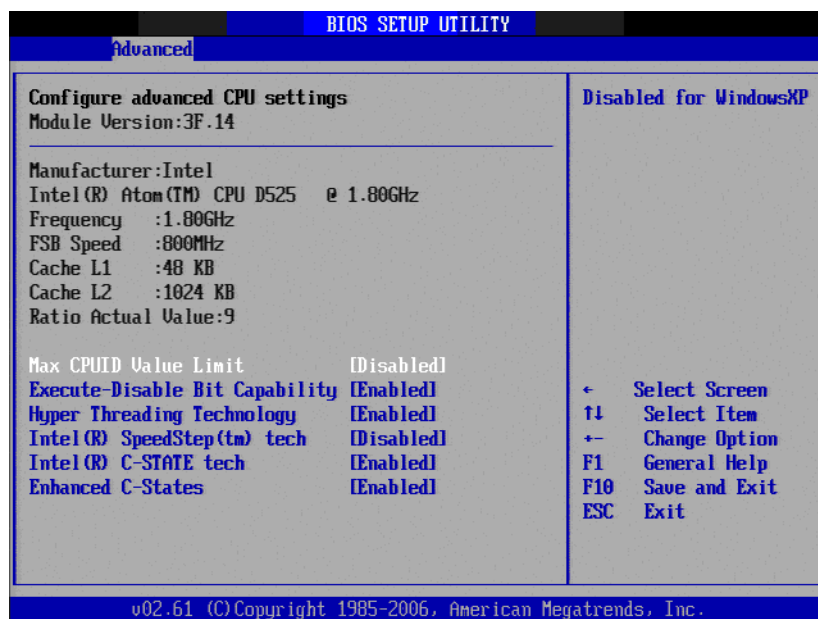 BIOS SETUP UTILITY
Advanced
Configure advanced CPU settings
Module Version:3F.14
Manufacturer:Intel
Intel(R) Atom(TM) CPU D525 @ 1.80GHz
Frequency :1.80GHz
FSB Speed :800MHz
Cache L1 :48 KB
Cache L2 :1024 KB
Ratio Actual Value:9
Max CPUID Value Limit [Disabled]
Execute-Disable Bit Capability [Enabled]
Hyper Threading Technology [Enabled]
Intel(R) SpeedStep(tm) tech [Disabled]
Intel(R) C-STATE tech [Enabled]
Enhanced C-States [Enabled]
Disabled for WindowsXP
← Select Screen
↑↓ Select Item
+- Change Option
F1 General Help
F10 Save and Exit
ESC Exit
v02.61 (C)Copyright 1985-2006, American Megatrends, Inc.